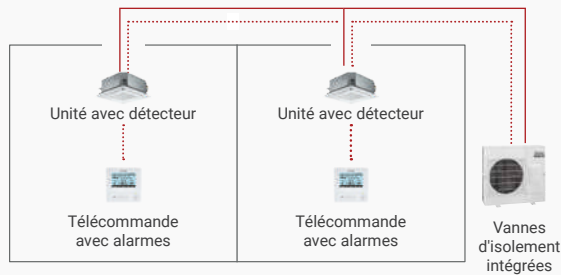 Unité avec détecteur
Unité avec détecteur
Télécommande
avec alarmes
Télécommande
avec alarmes
Vannes
d'isolement
intégrées